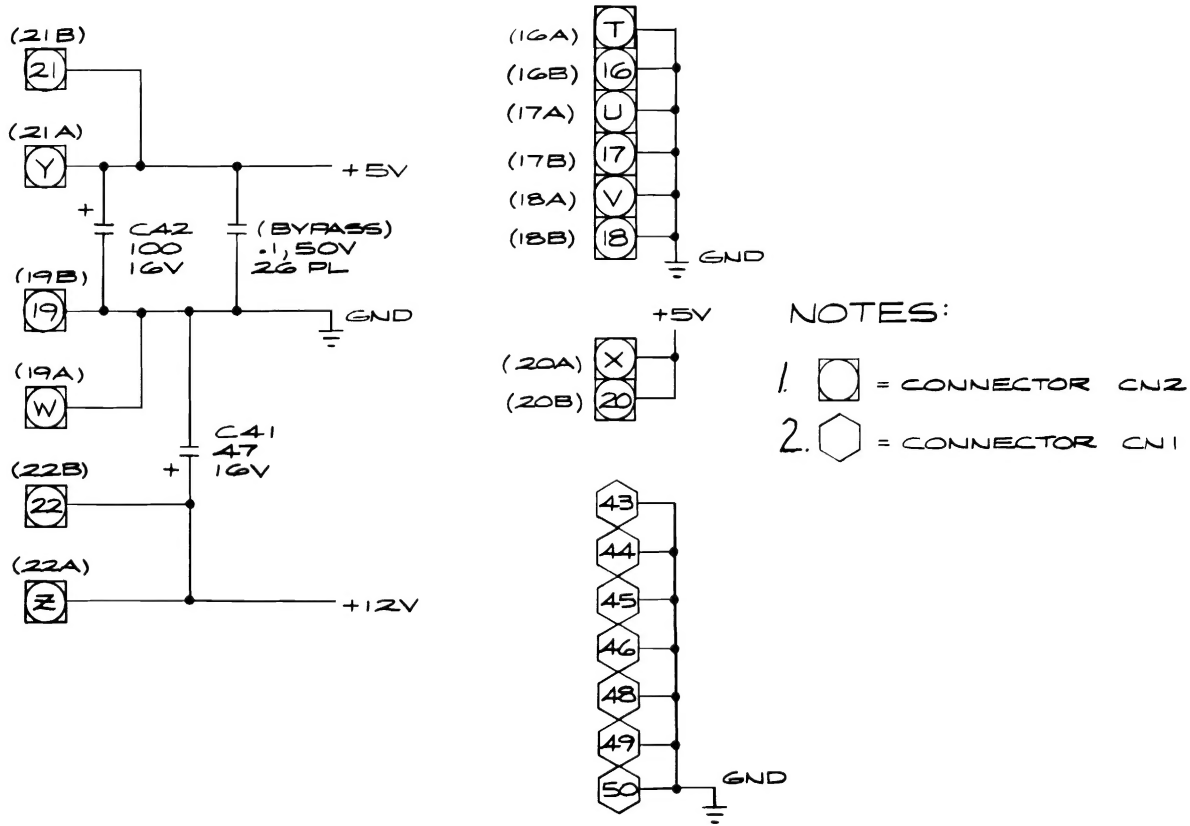 (21B)
21
(21A)
Y
+5V
+
C42
100
16V
(BYPASS)
.1, 50V
26 PL
(19B)
19
GND
(19A)
W
C41
47
16V
+
(22B)
22
(22A)
Z
+12V
(16A) T
(16B) 16
(17A) U
(17B) 17
(18A) V
(18B) 18
GND
+5V
(20A) X
(20B) 20
43
44
45
46
48
49
50
GND
NOTES:
1. = CONNECTOR CN2
2. = CONNECTOR CN1